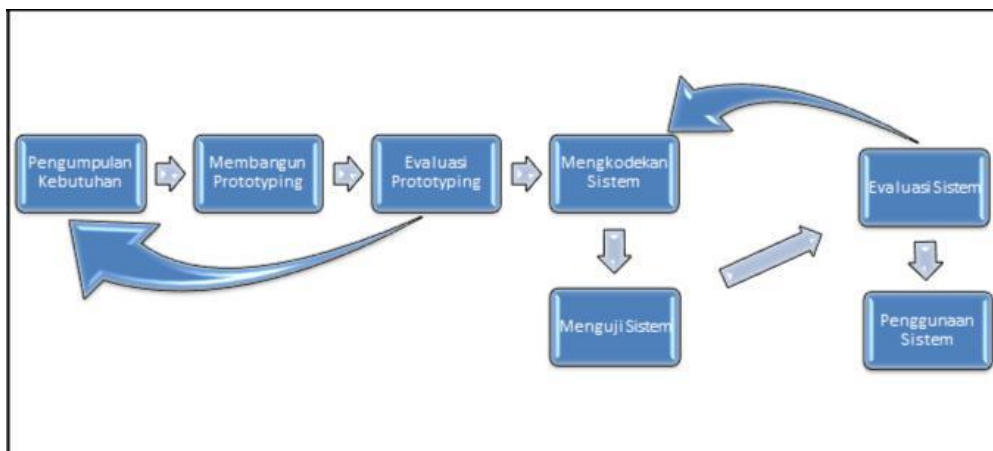 Pengumpulan
Kebutuhan
Membangun
Prototyping
Evaluasi
Prototyping
Mengkodekan
Sistem
Menguji Sistem
Evaluasi Sistem
Penggunaan
Sistem